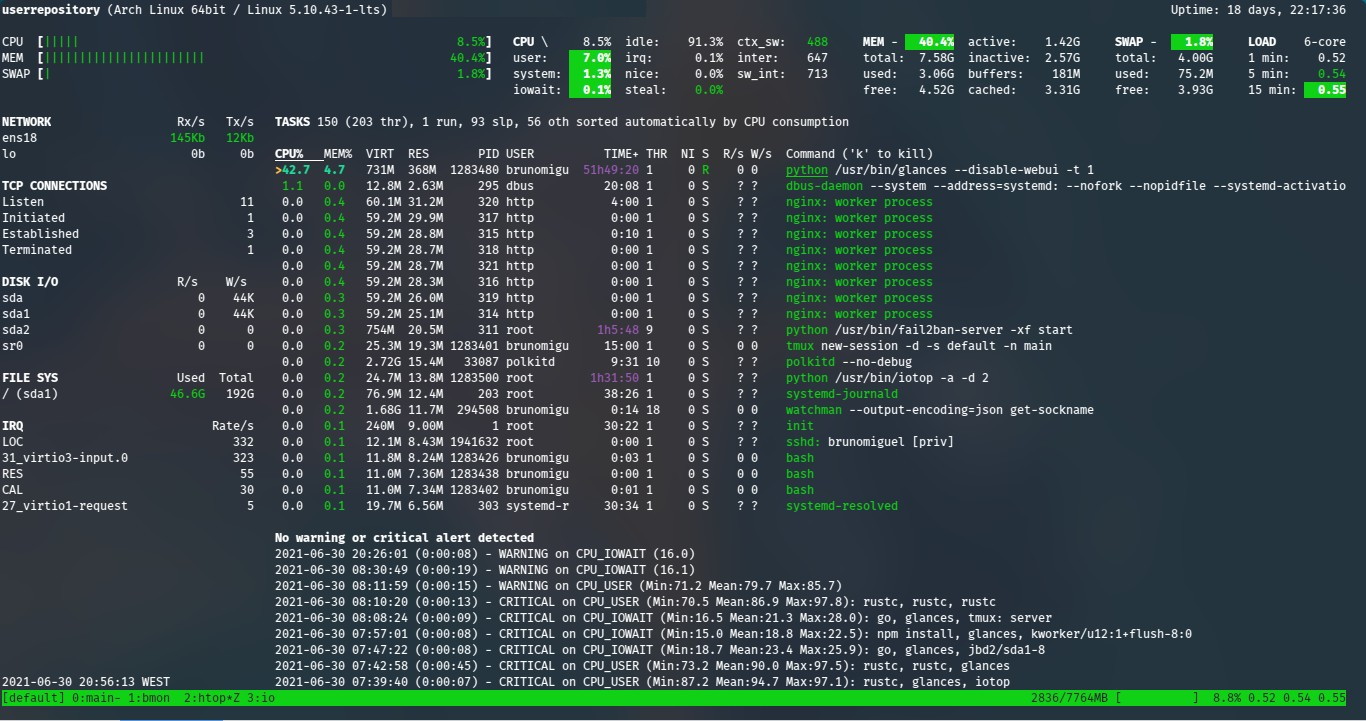 userrepository (Arch Linux 64bit / Linux 5.10.43-1-lts) Uptime: 18 days, 22:17:36
CPU [||||| 8.5%] CPU \ 8.5% idle: 91.3% ctx_sw: 488 MEM - 40.4% active: 1.42G SWAP - 1.8% LOAD 6-core
MEM [||||||||||||||||||||||| 40.4%] user: 7.0% irq: 0.1% inter: 647 total: 7.58G inactive: 2.57G total: 4.00G 1 min: 0.52
SWAP [| 1.8%] system: 1.3% nice: 0.0% sw_int: 713 used: 3.06G buffers: 181M used: 75.2M 5 min: 0.54
iowait: 0.1% steal: 0.0% free: 4.52G cached: 3.31G free: 3.93G 15 min: 0.55
NETWORK Rx/s Tx/s TASKS 150 (203 thr), 1 run, 93 slp, 56 oth sorted automatically by CPU consumption
ens18 145Kb 12Kb
lo 0b 0b CPU% MEM% VIRT RES PID USER TIME+ THR NI S R/s W/s Command ('k' to kill)
>42.7 4.7 731M 368M 1283480 brunomigu 51h49:20 1 0 R 0 0 python /usr/bin/glances --disable-webui -t 1
TCP CONNECTIONS 1.1 0.0 12.8M 2.63M 295 dbus 20:08 1 0 S ? ? dbus-daemon --system --address=systemd: --nofork --nopidfile --systemd-activatio
Listen 11 0.0 0.4 60.1M 31.2M 320 http 4:00 1 0 S ? ? nginx: worker process
Initiated 1 0.0 0.4 59.2M 29.9M 317 http 0:00 1 0 S ? ? nginx: worker process
Established 3 0.0 0.4 59.2M 28.8M 315 http 0:10 1 0 S ? ? nginx: worker process
Terminated 1 0.0 0.4 59.2M 28.7M 318 http 0:00 1 0 S ? ? nginx: worker process
0.0 0.4 59.2M 28.7M 321 http 0:00 1 0 S ? ? nginx: worker process
DISK I/O R/s W/s 0.0 0.4 59.2M 28.3M 316 http 0:00 1 0 S ? ? nginx: worker process
sda 0 44K 0.0 0.3 59.2M 26.0M 319 http 0:00 1 0 S ? ? nginx: worker process
sda1 0 44K 0.0 0.3 59.2M 25.1M 314 http 0:00 1 0 S ? ? nginx: worker process
sda2 0 0 0.0 0.3 754M 20.5M 311 root 1h5:48 9 0 S ? ? python /usr/bin/fail2ban-server -xf start
sr0 0 0 0.0 0.2 25.3M 19.3M 1283401 brunomigu 15:00 1 0 S 0 0 tmux new-session -d -s default -n main
0.0 0.2 2.72G 15.4M 33087 polkitd 9:31 10 0 S ? ? polkitd --no-debug
FILE SYS Used Total 0.0 0.2 24.7M 13.8M 1283500 root 1h31:50 1 0 S ? ? python /usr/bin/iotop -a -d 2
/ (sda1) 46.6G 192G 0.0 0.2 76.9M 12.4M 203 root 38:26 1 0 S ? ? systemd-journald
0.0 0.2 1.68G 11.7M 294508 brunomigu 0:14 18 0 S 0 0 watchman --output-encoding=json get-sockname
IRQ Rate/s 0.0 0.1 240M 9.00M 1 root 30:22 1 0 S ? ? init
LOC 332 0.0 0.1 12.1M 8.43M 1941632 root 0:00 1 0 S ? ? sshd: brunomiguel [priv]
31_virtio3-input.0 323 0.0 0.1 11.8M 8.24M 1283426 brunomigu 0:03 1 0 S 0 0 bash
RES 55 0.0 0.1 11.0M 7.36M 1283438 brunomigu 0:00 1 0 S 0 0 bash
CAL 30 0.0 0.1 11.0M 7.34M 1283402 brunomigu 0:01 1 0 S 0 0 bash
27_virtio1-request 5 0.0 0.1 19.7M 6.56M 303 systemd-r 30:34 1 0 S ? ? systemd-resolved
No warning or critical alert detected
2021-06-30 20:26:01 (0:00:08) - WARNING on CPU_IOWAIT (16.0)
2021-06-30 08:30:49 (0:00:19) - WARNING on CPU_IOWAIT (16.1)
2021-06-30 08:11:59 (0:00:15) - WARNING on CPU_USER (Min:71.2 Mean:79.7 Max:85.7)
2021-06-30 08:10:20 (0:00:13) - CRITICAL on CPU_USER (Min:70.5 Mean:86.9 Max:97.8): rustc, rustc, rustc
2021-06-30 08:08:24 (0:00:09) - CRITICAL on CPU_IOWAIT (Min:16.5 Mean:21.3 Max:28.0): go, glances, tmux: server
2021-06-30 07:57:01 (0:00:08) - CRITICAL on CPU_IOWAIT (Min:15.0 Mean:18.8 Max:22.5): npm install, glances, kworker/u12:1+flush-8:0
2021-06-30 07:47:22 (0:00:08) - CRITICAL on CPU_IOWAIT (Min:18.7 Mean:23.4 Max:25.9): go, glances, jbd2/sda1-8
2021-06-30 07:42:58 (0:00:45) - CRITICAL on CPU_USER (Min:73.2 Mean:90.0 Max:97.5): rustc, rustc, glances
2021-06-30 20:56:13 WEST 2021-06-30 07:39:40 (0:00:07) - CRITICAL on CPU_USER (Min:87.2 Mean:94.7 Max:97.1): rustc, glances, iotop
[default] 0:main- 1:bmon 2:htop*Z 3:io 2836/7764MB [ ] 8.8% 0.52 0.54 0.55